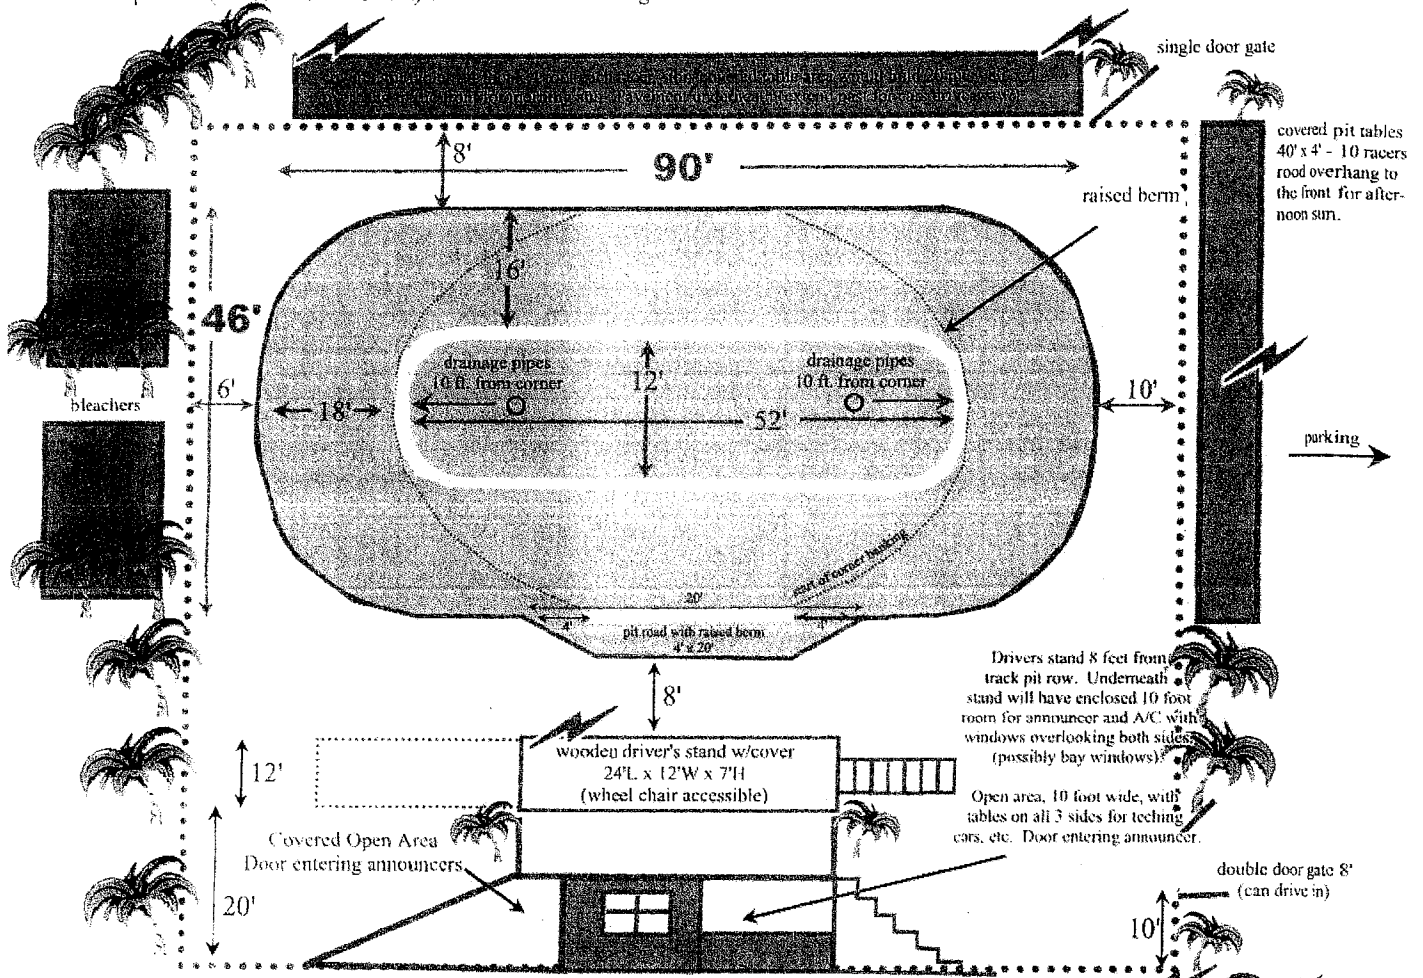 single door gate
covered pit tables
40' x 4' - 10 racers
rood overhang to
the front for after-
noon sun.
8'
90'
raised berm
16'
46'
drainage pipes
10 ft. from corner
drainage pipes
10 ft. from corner
12'
6'
18'
52'
10'
bleachers
parking
start of corner banking
20'
4'
4'
pit road with raised berm
4' x 20'
8'
Drivers stand 8 feet from
track pit row. Underneath
stand will have enclosed 10 foot
room for announcer and A/C with
windows overlooking both sides
(possibly bay windows)
12'
wooden driver's stand w/cover
24'L x 12'W x 7'H
(wheel chair accessible)
Open area, 10 foot wide, with
tables on all 3 sides for teching
cars, etc. Door entering announcer.
Covered Open Area
Door entering announcers
20'
double door gate 8'
(can drive in)
10'